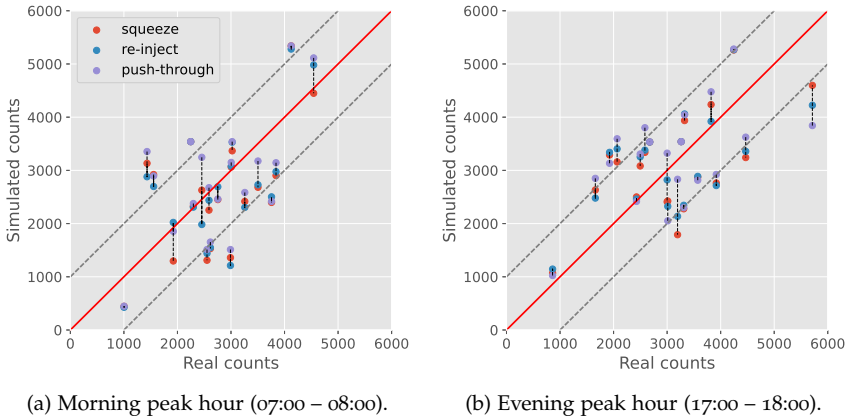 6000
5000
4000
3000
2000
1000
0
0 1000 2000 3000 4000 5000 6000
Simulated counts
Real counts
squeeze
re-inject
push-through
(a) Morning peak hour (07:00 – 08:00).
6000
5000
4000
3000
2000
1000
0
0 1000 2000 3000 4000 5000 6000
Simulated counts
Real counts
(b) Evening peak hour (17:00 – 18:00).